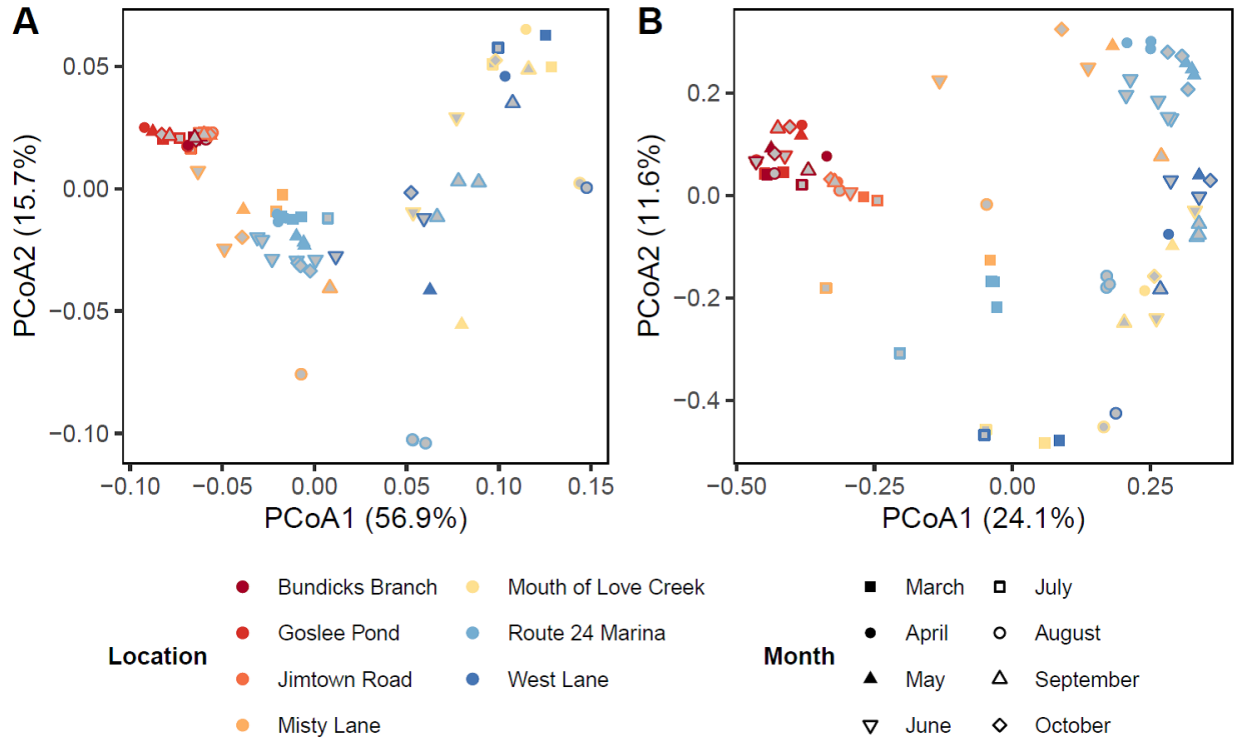 A
B
0.05
0.00
−0.05
−0.10
PCoA2 (15.7%)
−0.10
−0.05
0.00
0.05
0.10
0.15
PCoA1 (56.9%)
0.2
0.0
−0.2
−0.4
PCoA2 (11.6%)
−0.50
−0.25
0.00
0.25
PCoA1 (24.1%)
Location
Bundicks Branch
Goslee Pond
Jimtown Road
Misty Lane
Mouth of Love Creek
Route 24 Marina
West Lane
Month
March
April
May
June
July
August
September
October